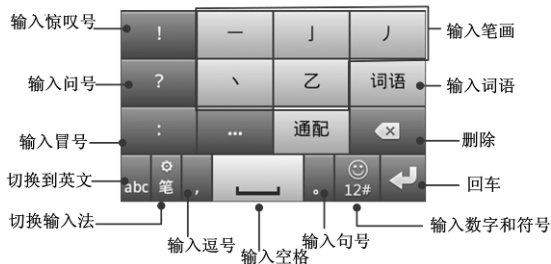 输入惊叹号
! 一 亅 丿
输入笔画
输入问号
? 丶 乙 词语
输入词语
输入冒号
: ... 通配
删除
切换到英文
abc 笔 , 。 12#
回车
切换输入法
输入逗号
输入空格
输入句号
输入数字和符号